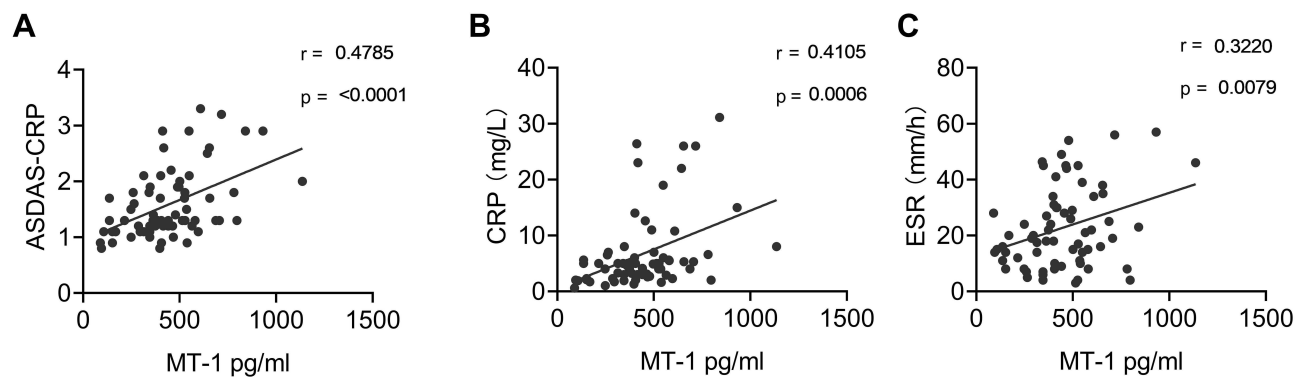 A
r = 0.4785
p = <0.0001
ASDAS-CRP
4
3
2
1
0
0 500 1000 1500
MT-1 pg/ml
B
r = 0.4105
p = 0.0006
CRP (mg/L)
40
30
20
10
0
0 500 1000 1500
MT-1 pg/ml
C
r = 0.3220
p = 0.0079
ESR (mm/h)
80
60
40
20
0
0 500 1000 1500
MT-1 pg/ml